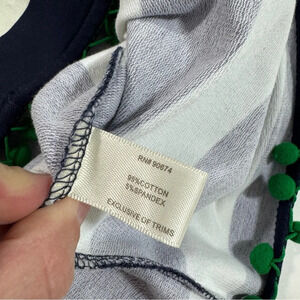 RN# 90674
95%COTTON
5%SPANDEX
EXCLUSIVE OF TRIMS